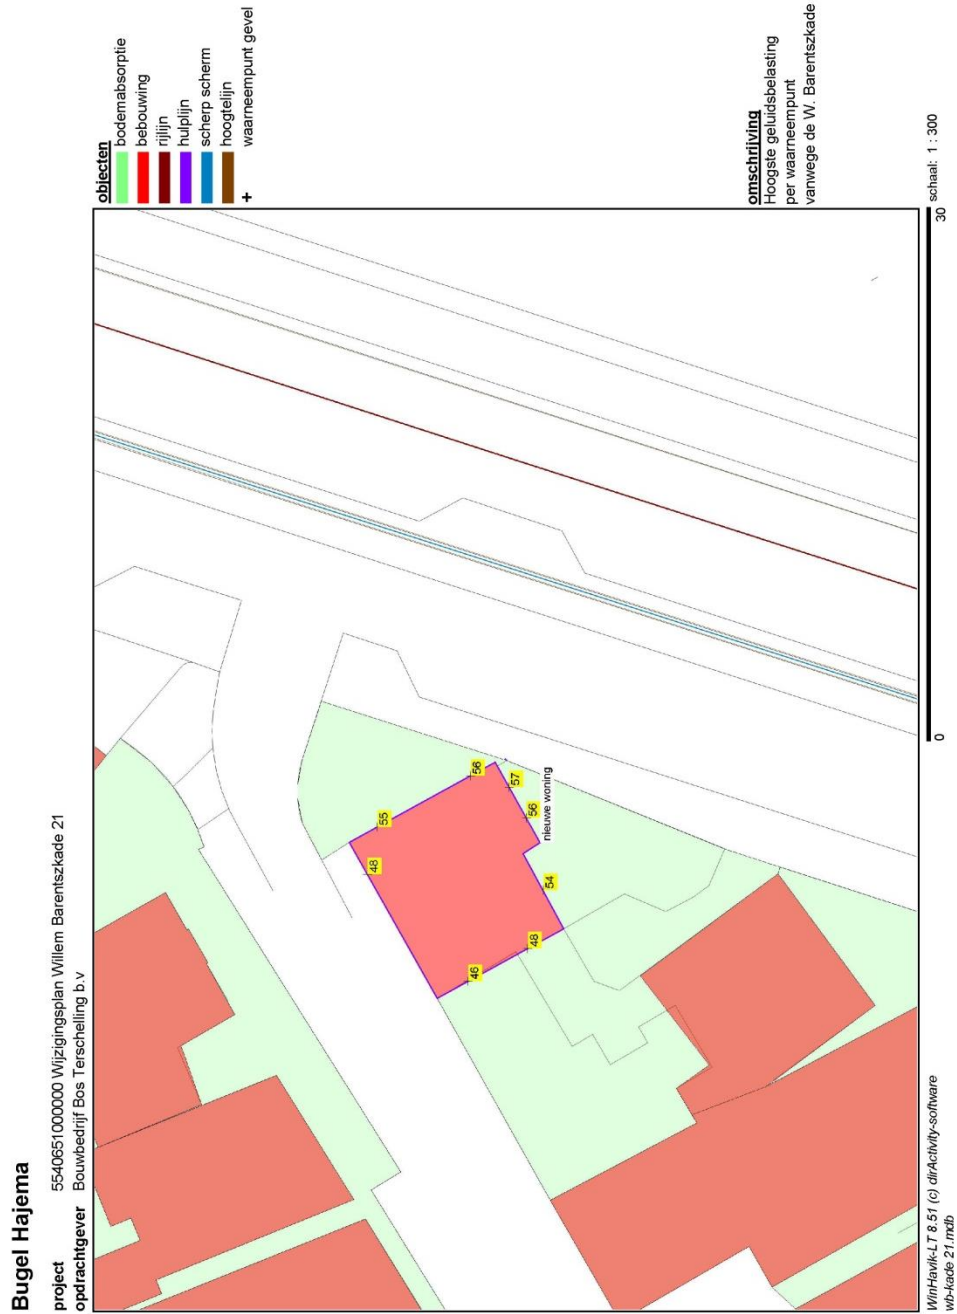 Bugel Hajema
project 55406510000000 Wijzigingsplan Willem Barentszkade 21
opdrachtgever Bouwbedrijf Bos Terschelling b.v
objecten
bodemabsorptie
bebouwing
rijlijn
hulplijn
scherp scherm
hoogtelijn
+ waarneempunt gevel
48
55
56
57
56
nieuwe woning
54
48
46
omschrijving
Hoogste geluidsbelasting
per waarneempunt
vanwege de W. Barentszkade
0 30
schaal: 1 : 300
WinHavik-LT 8.51 (c) dirActivity-software
wb-kade 21.mdb